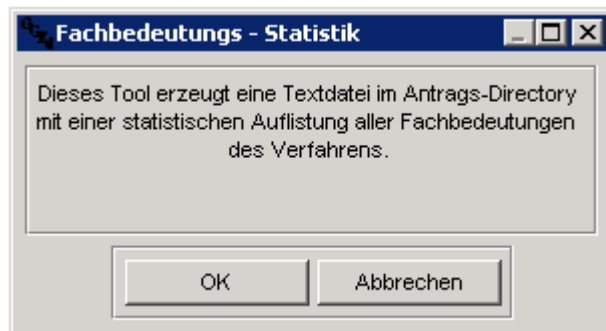 Fachbedeutungs - Statistik
Dieses Tool erzeugt eine Textdatei im Antrags-Directory
mit einer statistischen Auflistung aller Fachbedeutungen
des Verfahrens.
OK
Abbrechen